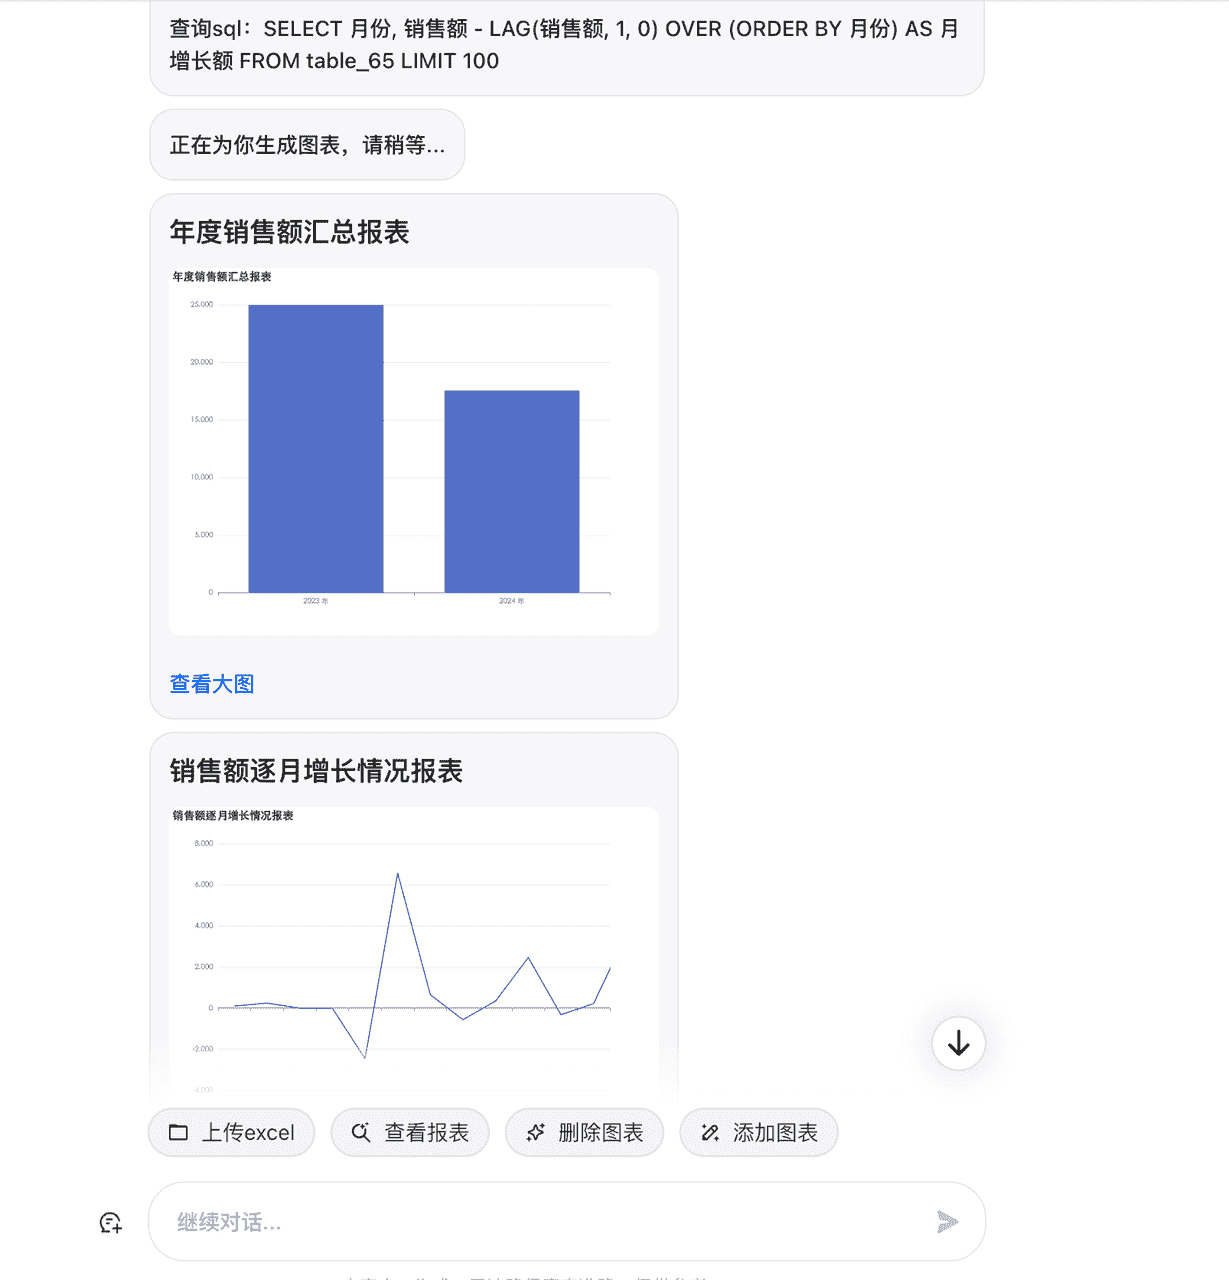 查询sql：SELECT 月份, 销售额 - LAG(销售额, 1, 0) OVER (ORDER BY 月份) AS 月
增长额 FROM table_65 LIMIT 100
正在为你生成图表，请稍等...
年度销售额汇总报表
年度销售额汇总报表
25,000
20,000
15,000
10,000
5,000
0
2023 年
2024 年
查看大图
销售额逐月增长情况报表
销售额逐月增长情况报表
8,000
6,000
4,000
2,000
0
-2,000
-4,000
上传excel
查看报表
删除图表
添加图表
继续对话...